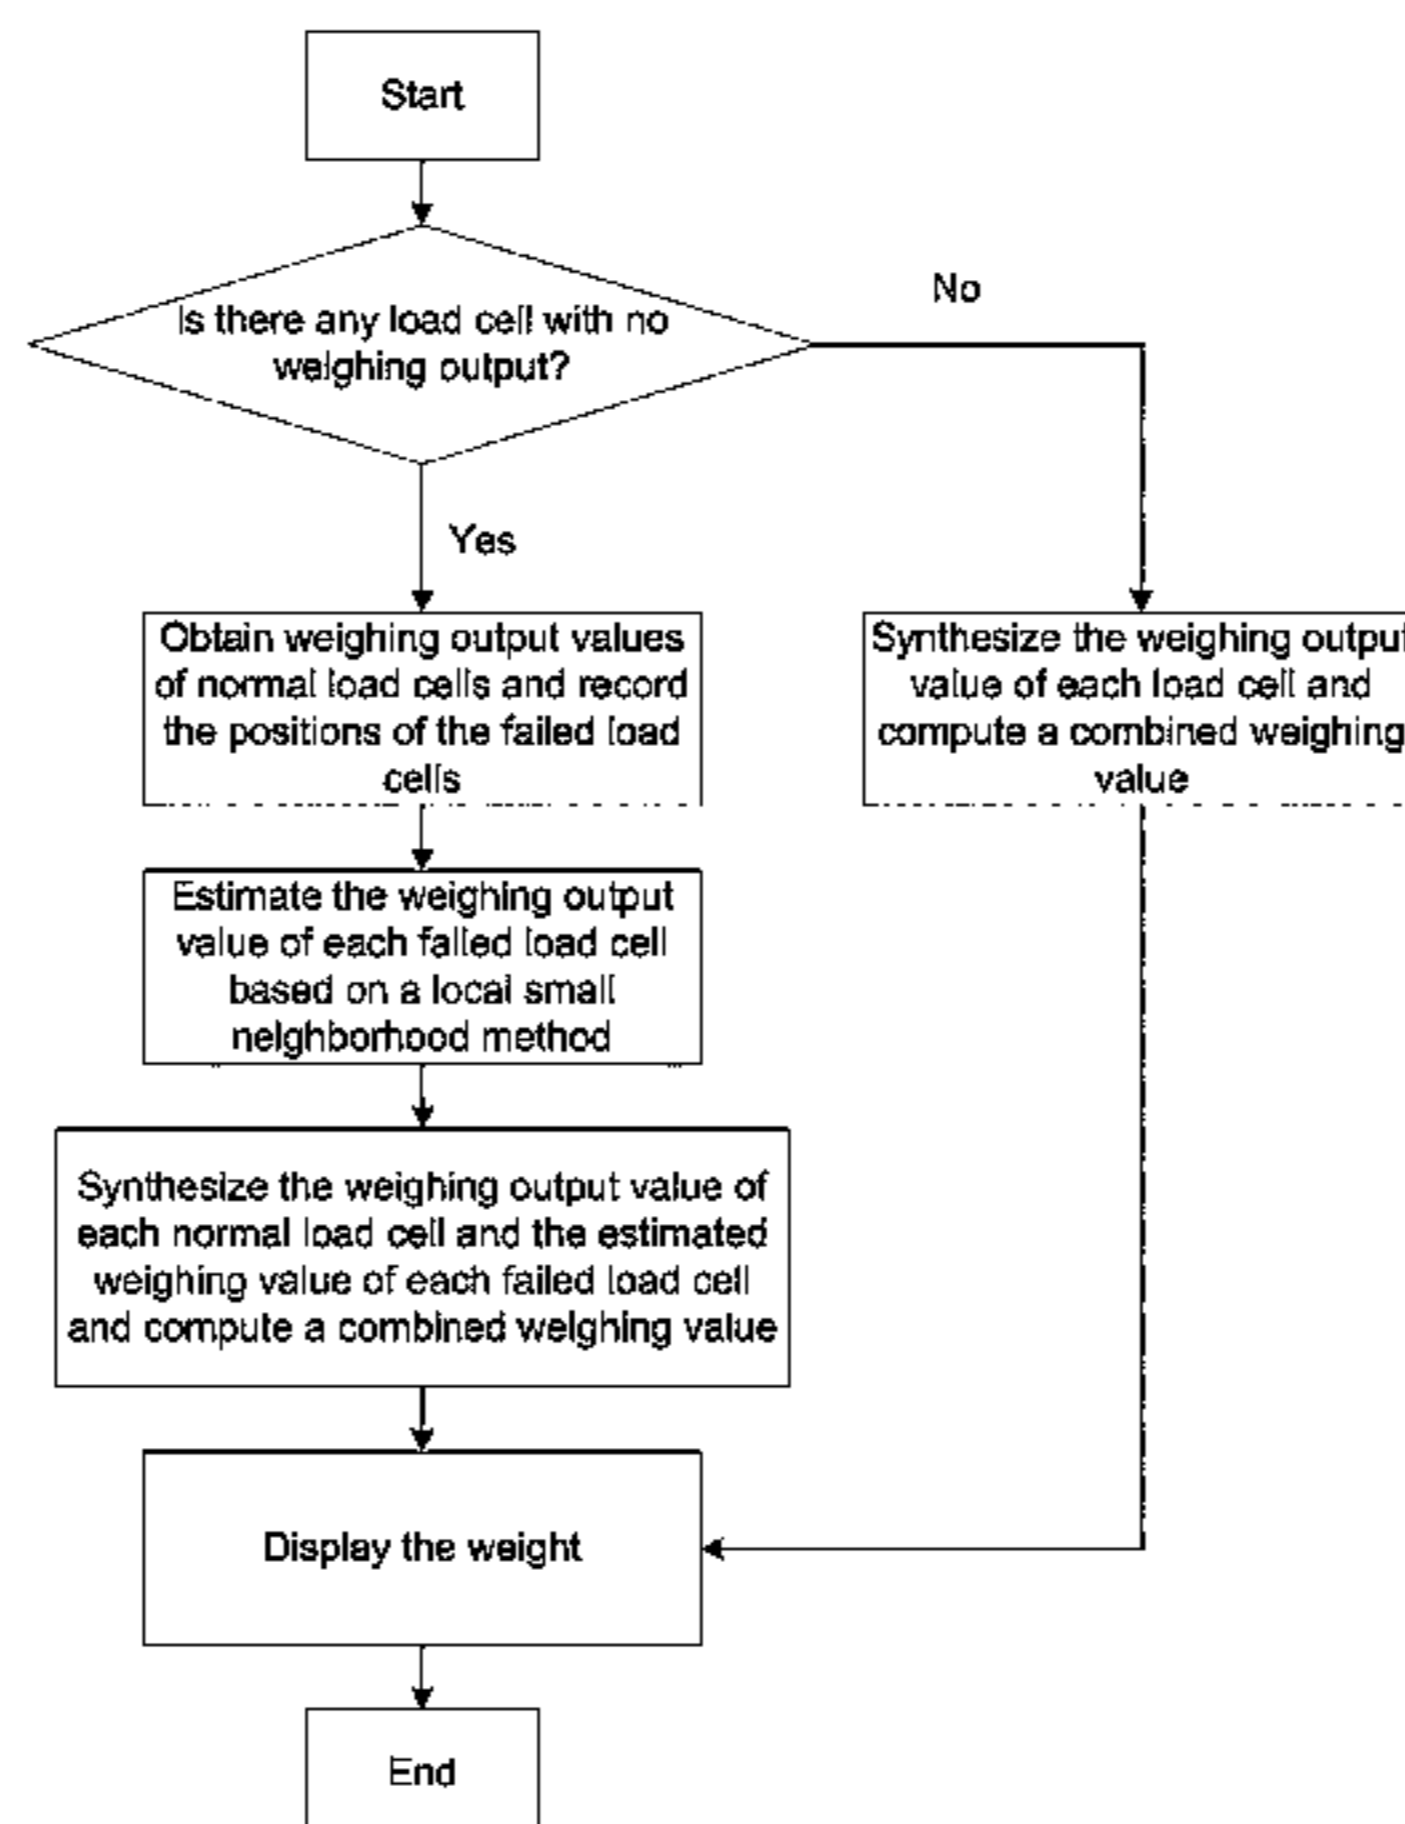 Start
Is there any load cell with no
weighing output?
No
Yes
Obtain weighing output values
of normal load cells and record
the positions of the failed load
cells
Synthesize the weighing output
value of each load cell and
compute a combined weighing
value
Estimate the weighing output
value of each failed load cell
based on a local small
neighborhood method
Synthesize the weighing output value of
each normal load cell and the estimated
weighing value of each failed load cell
and compute a combined weighing value
Display the weight
End